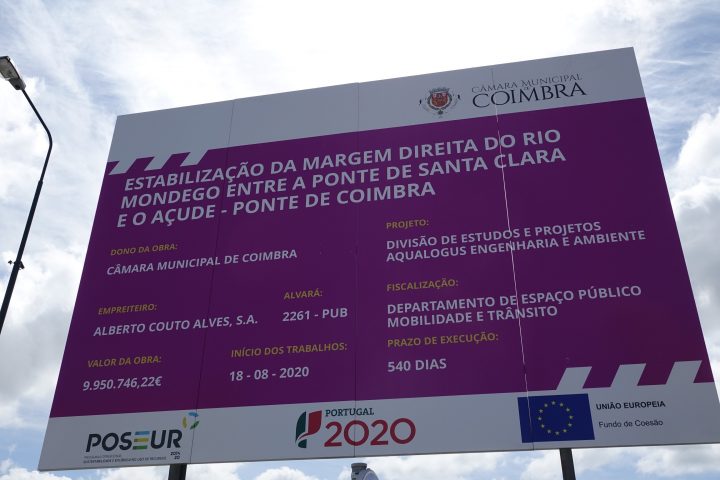 CÂMARA MUNICIPAL
COIMBRA
ESTABILIZAÇÃO DA MARGEM DIREITA DO RIO
MONDEGO ENTRE A PONTE DE SANTA CLARA
E O AÇUDE - PONTE DE COIMBRA
DONO DA OBRA:
CÂMARA MUNICIPAL DE COIMBRA
EMPREITEIRO:
ALBERTO COUTO ALVES, S.A.
ALVARÁ:
2261 - PUB
VALOR DA OBRA:
9.950.746,22€
INÍCIO DOS TRABALHOS:
18 - 08 - 2020
PROJETO:
DIVISÃO DE ESTUDOS E PROJETOS
AQUALOGUS ENGENHARIA E AMBIENTE
FISCALIZAÇÃO:
DEPARTAMENTO DE ESPAÇO PÚBLICO
MOBILIDADE E TRÂNSITO
PRAZO DE EXECUÇÃO:
540 DIAS
POSEUR
PORTUGAL
2020
UNIÃO EUROPEIA
Fundo de Coesão